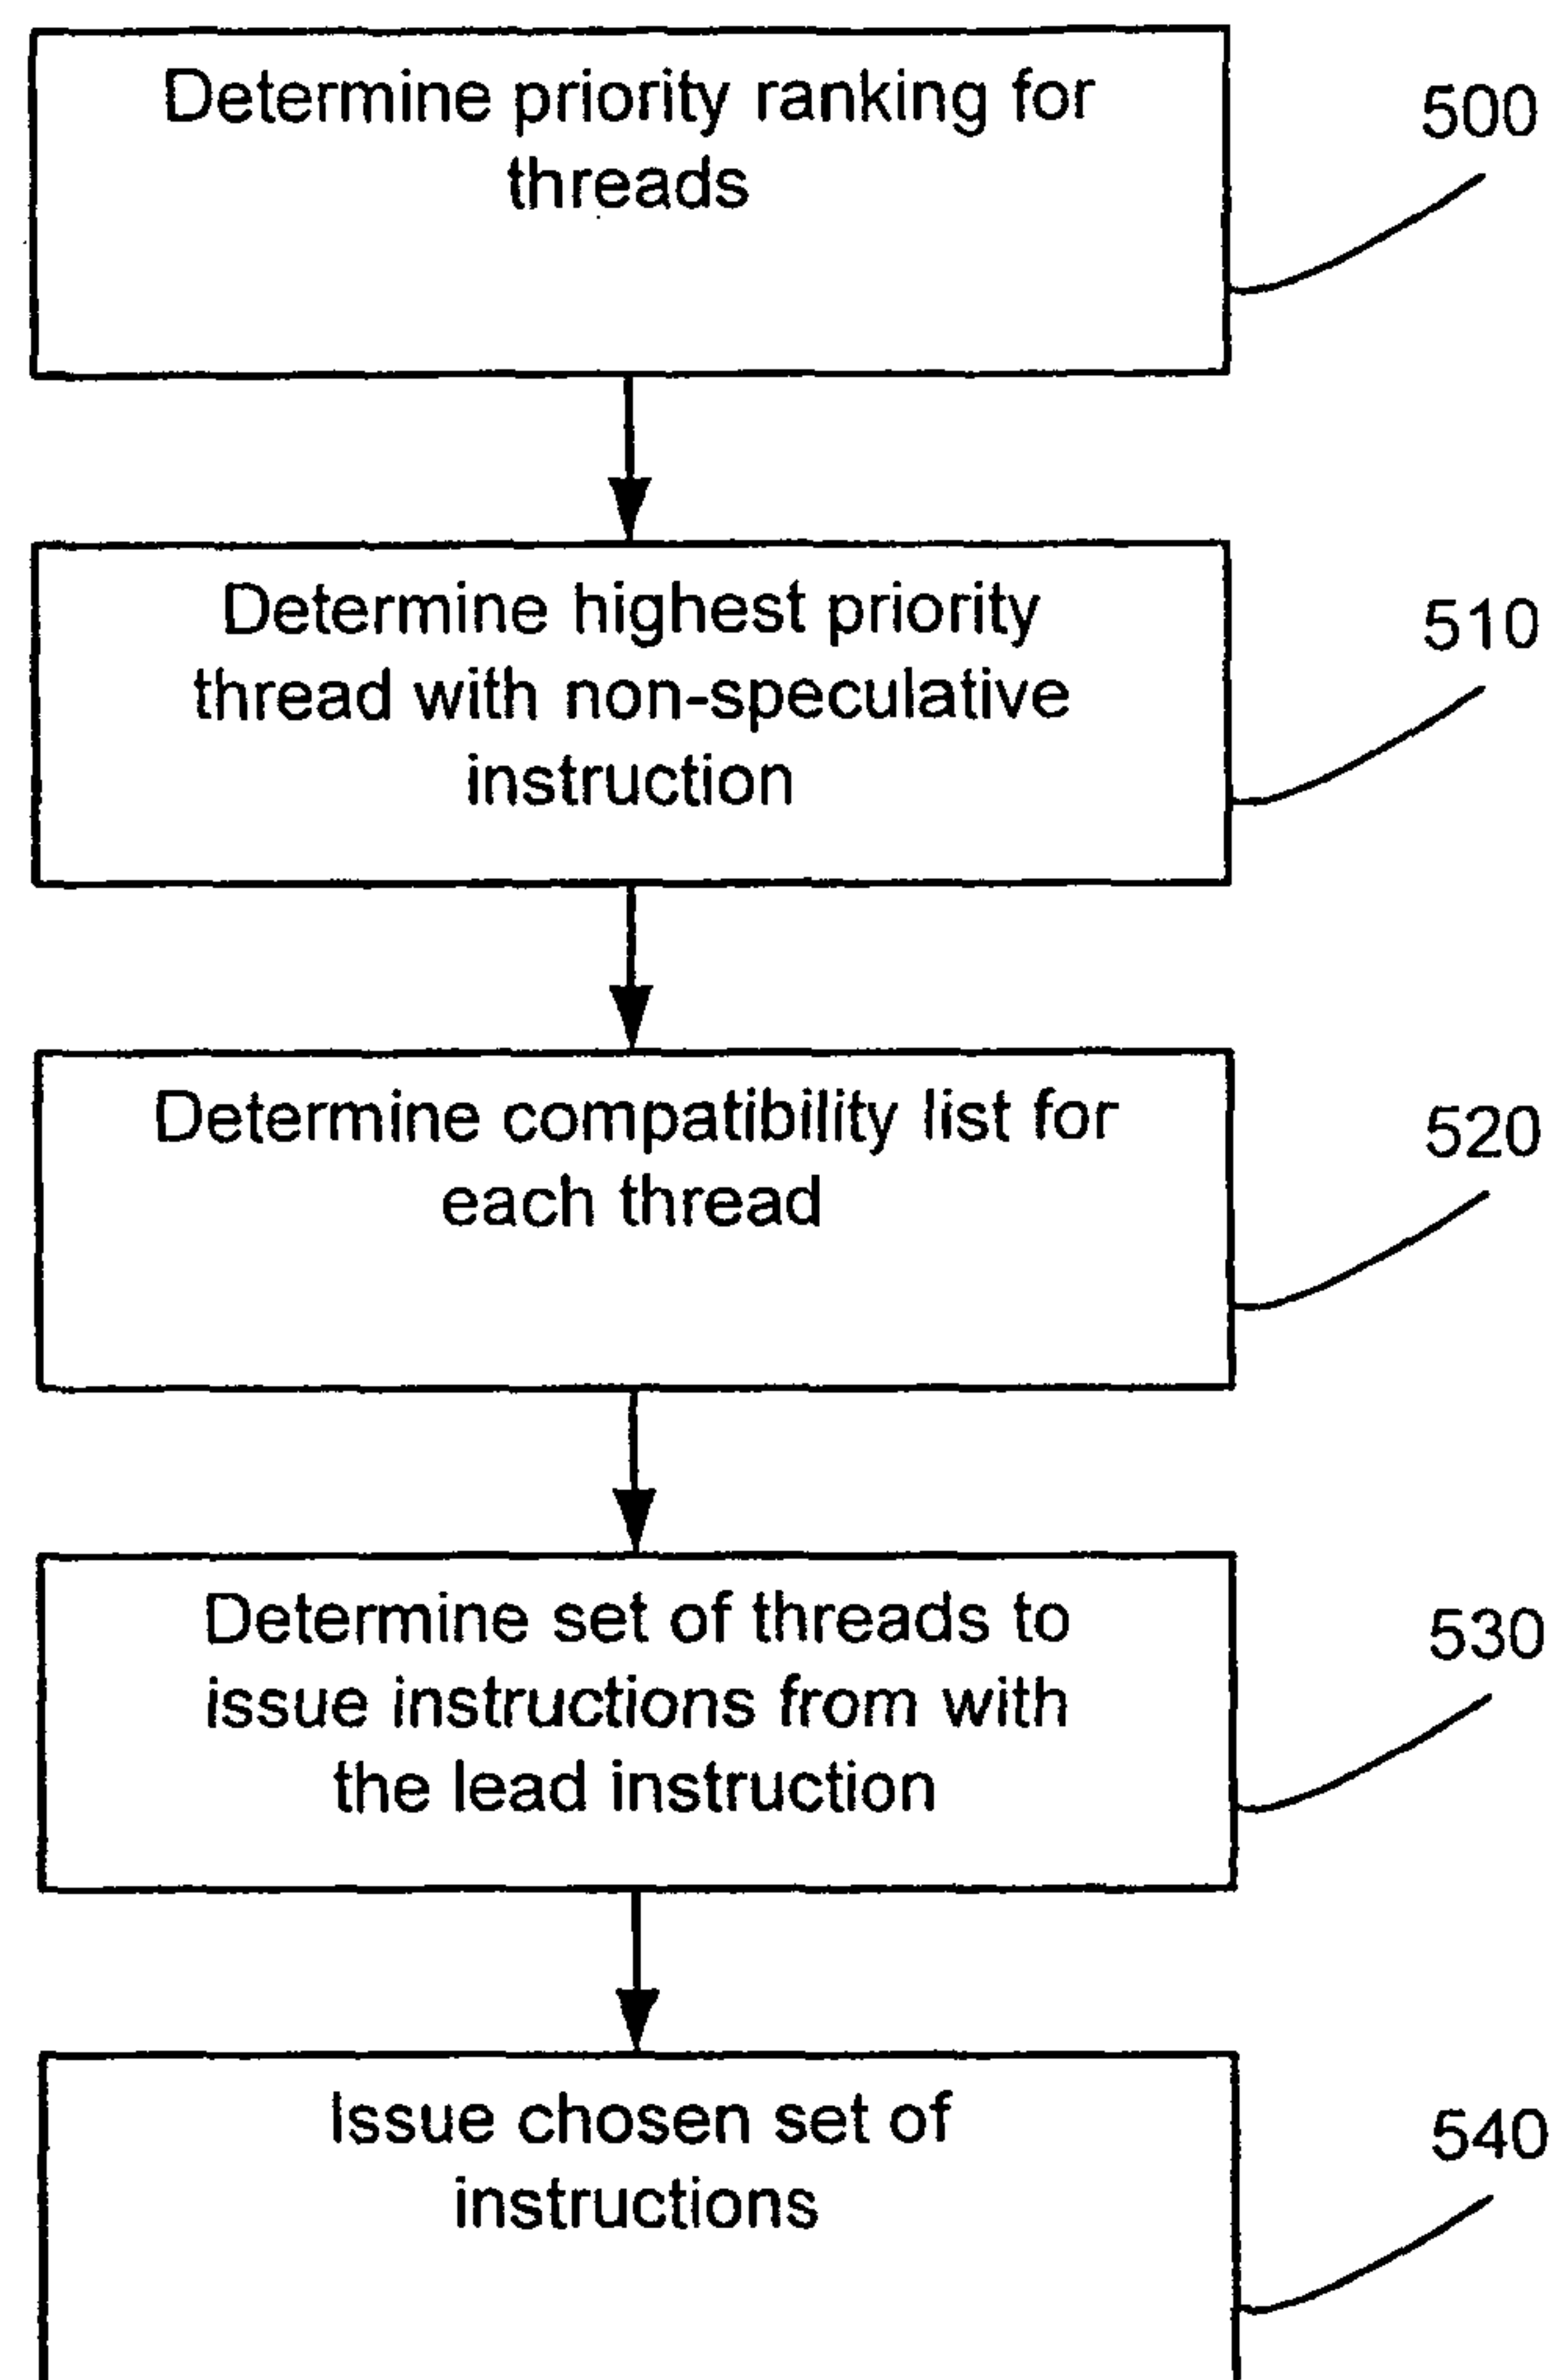 Determine priority ranking for
threads
500
Determine highest priority
thread with non-speculative
instruction
510
Determine compatibility list for
each thread
520
Determine set of threads to
issue instructions from with
the lead instruction
530
Issue chosen set of
instructions
540